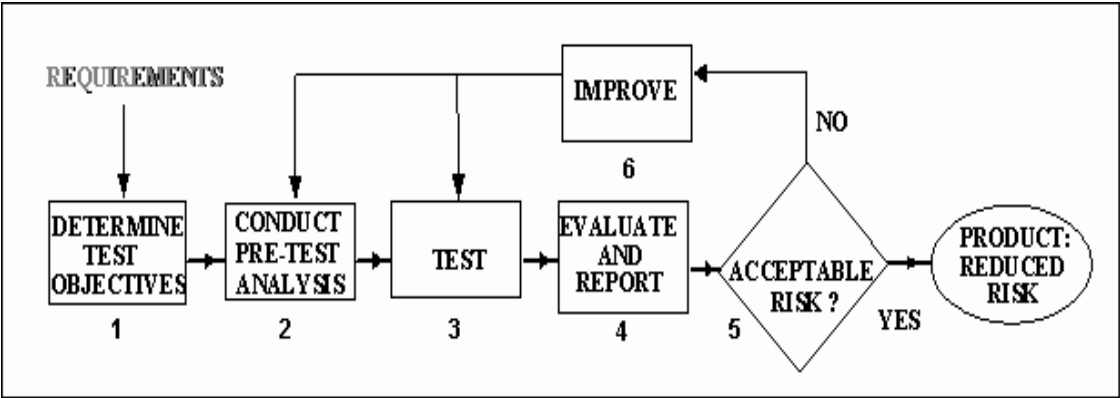 REQUIREMENTS
IMPROVE
NO
6
DETERMINE
TEST
OBJECTIVES
1
CONDUCT
PRE-TEST
ANALYSIS
2
TEST
3
EVALUATE
AND
REPORT
4
ACCEPTABLE
RISK ?
5
YES
PRODUCT:
REDUCED
RISK